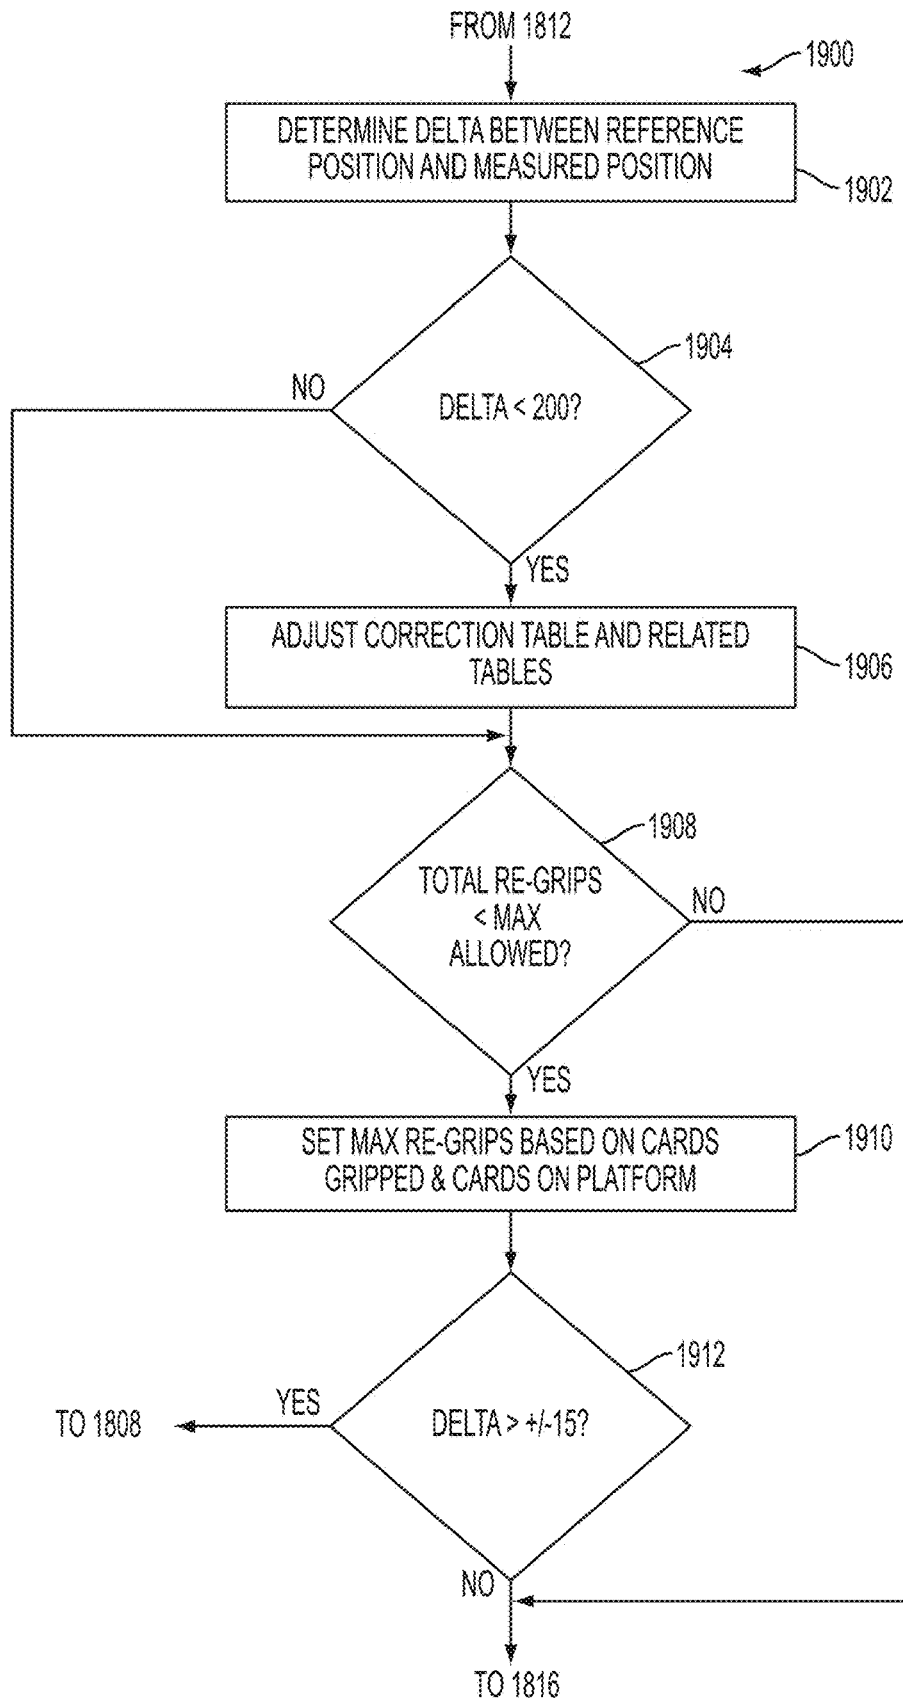 FROM 1812
1900
DETERMINE DELTA BETWEEN REFERENCE
POSITION AND MEASURED POSITION
1902
1904
NO
DELTA < 200?
YES
ADJUST CORRECTION TABLE AND RELATED
TABLES
1906
1908
TOTAL RE-GRIPS
< MAX
ALLOWED?
NO
YES
SET MAX RE-GRIPS BASED ON CARDS
GRIPPED & CARDS ON PLATFORM
1910
1912
YES
TO 1808
DELTA > +/-15?
NO
TO 1816